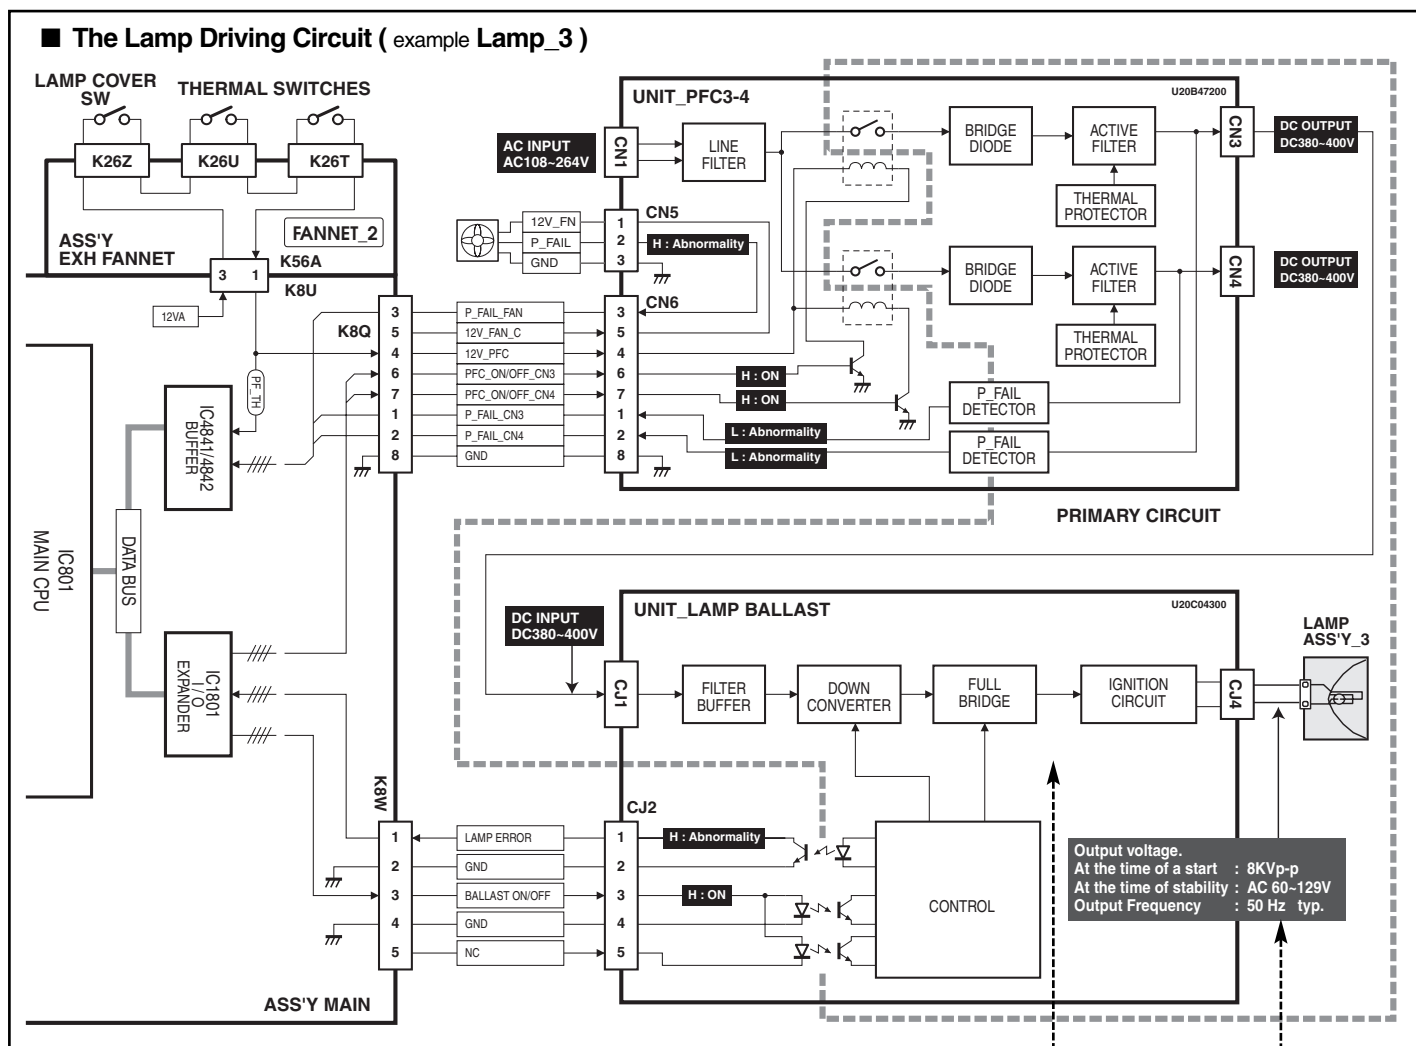 ■ The Lamp Driving Circuit ( example Lamp_3 )
LAMP COVER
SW
THERMAL SWITCHES
K26Z
K26U
K26T
ASS'Y
EXH FANNET
FANNET_2
3
1
K56A
K8U
12VA
PF_TH
K8Q
3
5
4
6
7
1
2
8
P_FAIL_FAN
12V_FAN_C
12V_PFC
PFC_ON/OFF_CN3
PFC_ON/OFF_CN4
P_FAIL_CN3
P_FAIL_CN4
GND
12V_FN
P_FAIL
GND
UNIT_PFC3-4
U20B47200
AC INPUT
AC108~264V
CN1
LINE
FILTER
CN5
1
2
3
H : Abnormality
CN6
3
5
4
6
7
1
2
8
H : ON
H : ON
L : Abnormality
L : Abnormality
BRIDGE
DIODE
ACTIVE
FILTER
THERMAL
PROTECTOR
CN3
DC OUTPUT
DC380~400V
BRIDGE
DIODE
ACTIVE
FILTER
THERMAL
PROTECTOR
CN4
DC OUTPUT
DC380~400V
P_FAIL
DETECTOR
P_FAIL
DETECTOR
PRIMARY CIRCUIT
IC801
MAIN CPU
DATA BUS
IC4841/4842
BUFFER
IC1801
I / O
EXPANDER
UNIT_LAMP BALLAST
U20C04300
DC INPUT
DC380~400V
CJ1
FILTER
BUFFER
DOWN
CONVERTER
FULL
BRIDGE
IGNITION
CIRCUIT
CJ4
LAMP
ASS'Y_3
K8W
1
2
3
4
5
LAMP ERROR
GND
BALLAST ON/OFF
GND
NC
CJ2
1
2
3
4
5
H : Abnormality
H : ON
CONTROL
Output voltage.
At the time of a start : 8KVp-p
At the time of stability : AC 60~129V
Output Frequency : 50 Hz typ.
ASS'Y MAIN